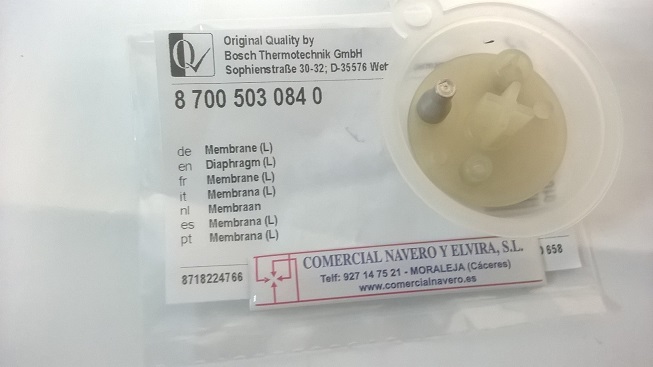 Original Quality by
Bosch Thermotechnik GmbH
Sophienstraße 30-32; D-35576 Wet
8 700 503 084 0
de Membrane (L)
en Diaphragm (L)
fr Membrane (L)
it Membrana (L)
nl Membraan
es Membrana (L)
pt Membrana (L)
8718224766
658
COMERCIAL NAVERO Y ELVIRA, S.L.
Telf: 927 14 75 21 - MORALEJA (Cáceres)
www.comercialnavero.es